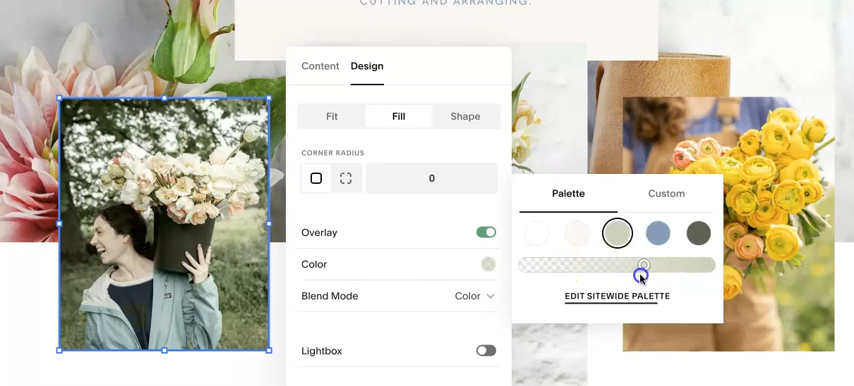 CUTTING AND ARRANGING.
Content Design
Fit Fill Shape
CORNER RADIUS
0
Overlay
Color
Blend Mode Color
Lightbox
Palette Custom
EDIT SITEWIDE PALETTE